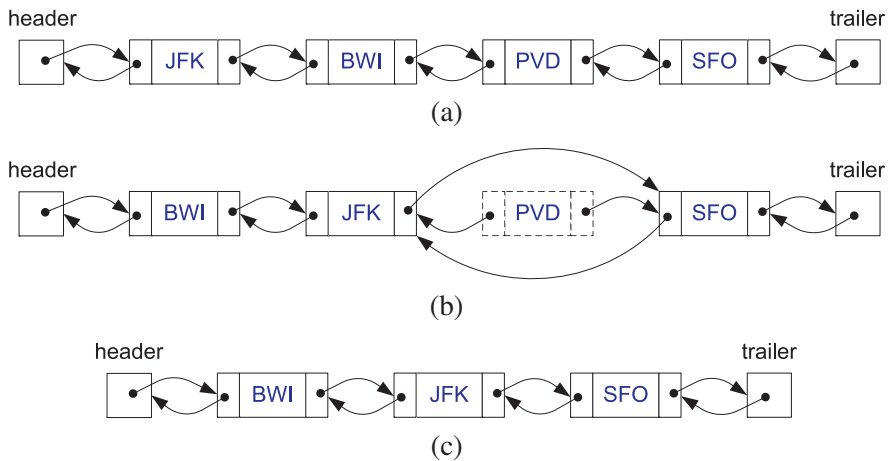 header trailer
JFK BWI PVD SFO
(a)
header trailer
BWI JFK PVD SFO
(b)
header trailer
BWI JFK SFO
(c)